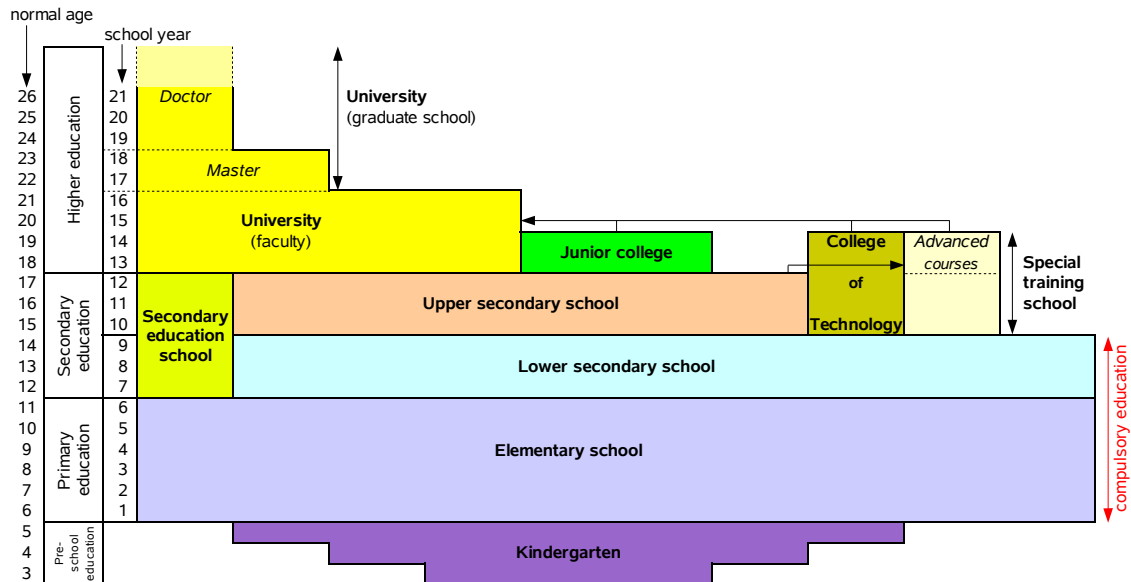 normal age
school year
26
25
24
23
22
21
20
19
18
17
16
15
14
13
12
11
10
9
8
7
6
5
4
3
Higher education
Secondary
education
Primary
education
Pre-
school
education
21
20
19
18
17
16
15
14
13
12
11
10
9
8
7
6
5
4
3
2
1
Doctor
Master
University
(graduate school)
University
(faculty)
Junior college
College
of
Technology
Advanced
courses
Special
training
school
Secondary
education
school
Upper secondary school
Lower secondary school
Elementary school
Kindergarten
compulsory education